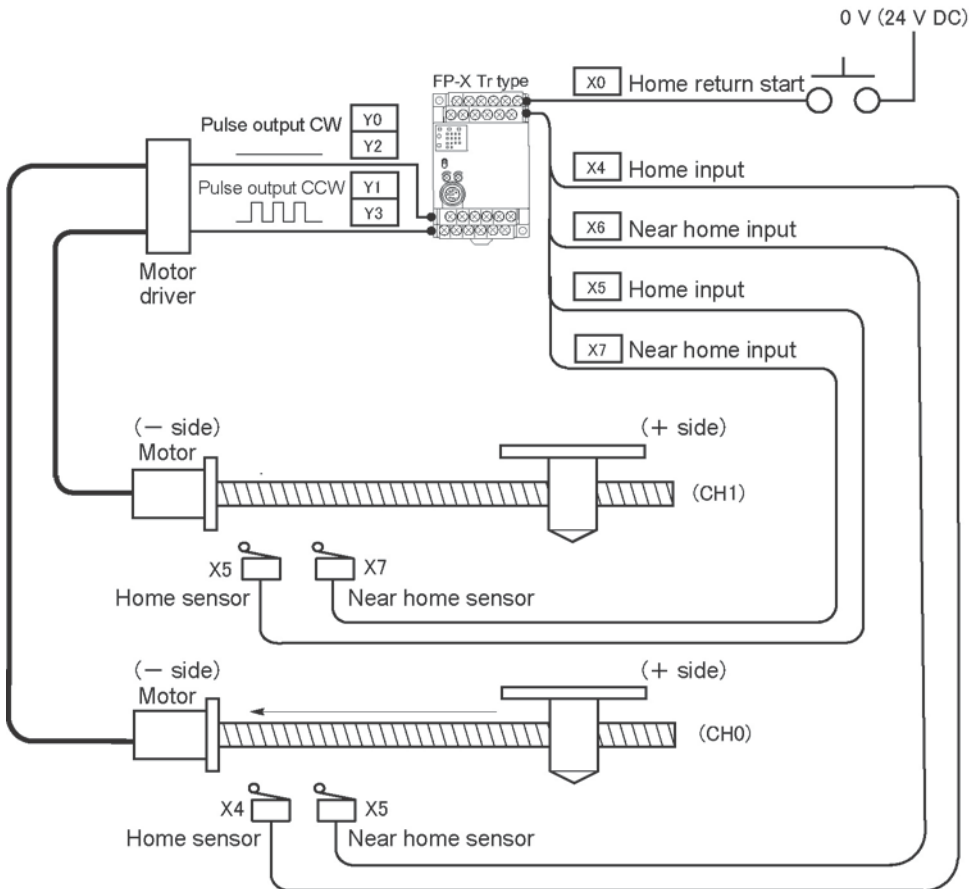 0 V (24 V DC)
FP-X Tr type
X0 Home return start
Pulse output CW Y0
Y2
X4 Home input
Pulse output CCW Y1
Y3
X6 Near home input
Motor
driver
X5 Home input
X7 Near home input
(− side)
Motor
(+ side)
(CH1)
X5
X7
Home sensor
Near home sensor
(− side)
Motor
(+ side)
(CH0)
X4
X5
Home sensor
Near home sensor